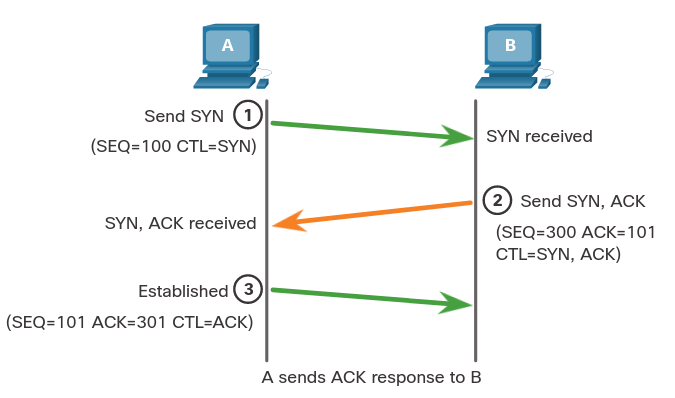 A
B
Send SYN 1
(SEQ=100 CTL=SYN)
SYN received
2 Send SYN, ACK
(SEQ=300 ACK=101
CTL=SYN, ACK)
SYN, ACK received
Established 3
(SEQ=101 ACK=301 CTL=ACK)
A sends ACK response to B